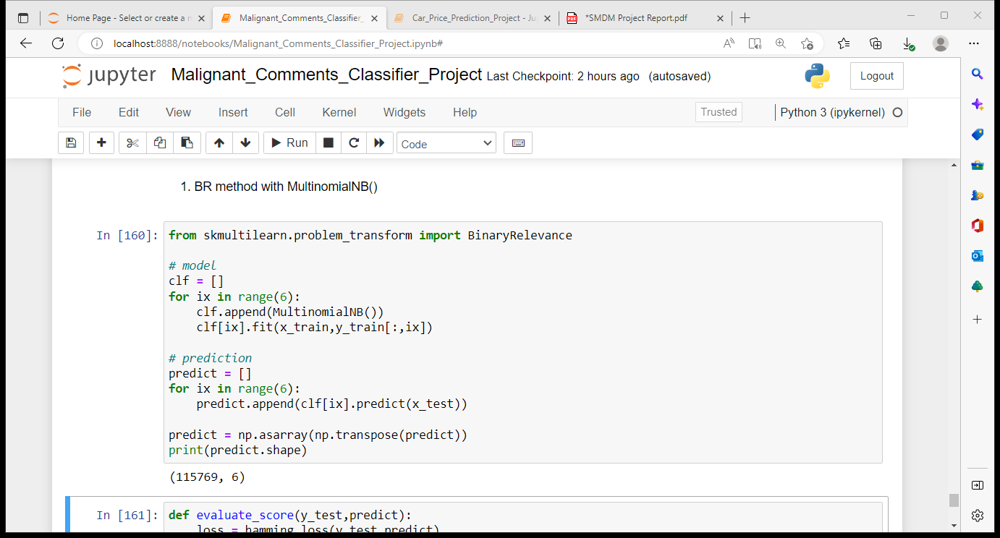 Home Page - Select or create a n
Malignant_Comments_Classifier_
Car_Price_Prediction_Project - Ju
PDF
*SMDM Project Report.pdf
localhost:8888/notebooks/Malignant_Comments_Classifier_Project.ipynb#
jupyter Malignant_Comments_Classifier_Project Last Checkpoint: 2 hours ago (autosaved)
Logout
File Edit View Insert Cell Kernel Widgets Help
Trusted
Python 3 (ipykernel)
Run
Code
1. BR method with MultinomialNB()
In [160]:
from skmultilearn.problem_transform import BinaryRelevance
# model
clf = []
for ix in range(6):
clf.append(MultinomialNB())
clf[ix].fit(x_train,y_train[:,ix])
# prediction
predict = []
for ix in range(6):
predict.append(clf[ix].predict(x_test))
predict = np.asarray(np.transpose(predict))
print(predict.shape)
(115769, 6)
In [161]:
def evaluate_score(y_test,predict):
loss = hamming_loss(y_test,predict)